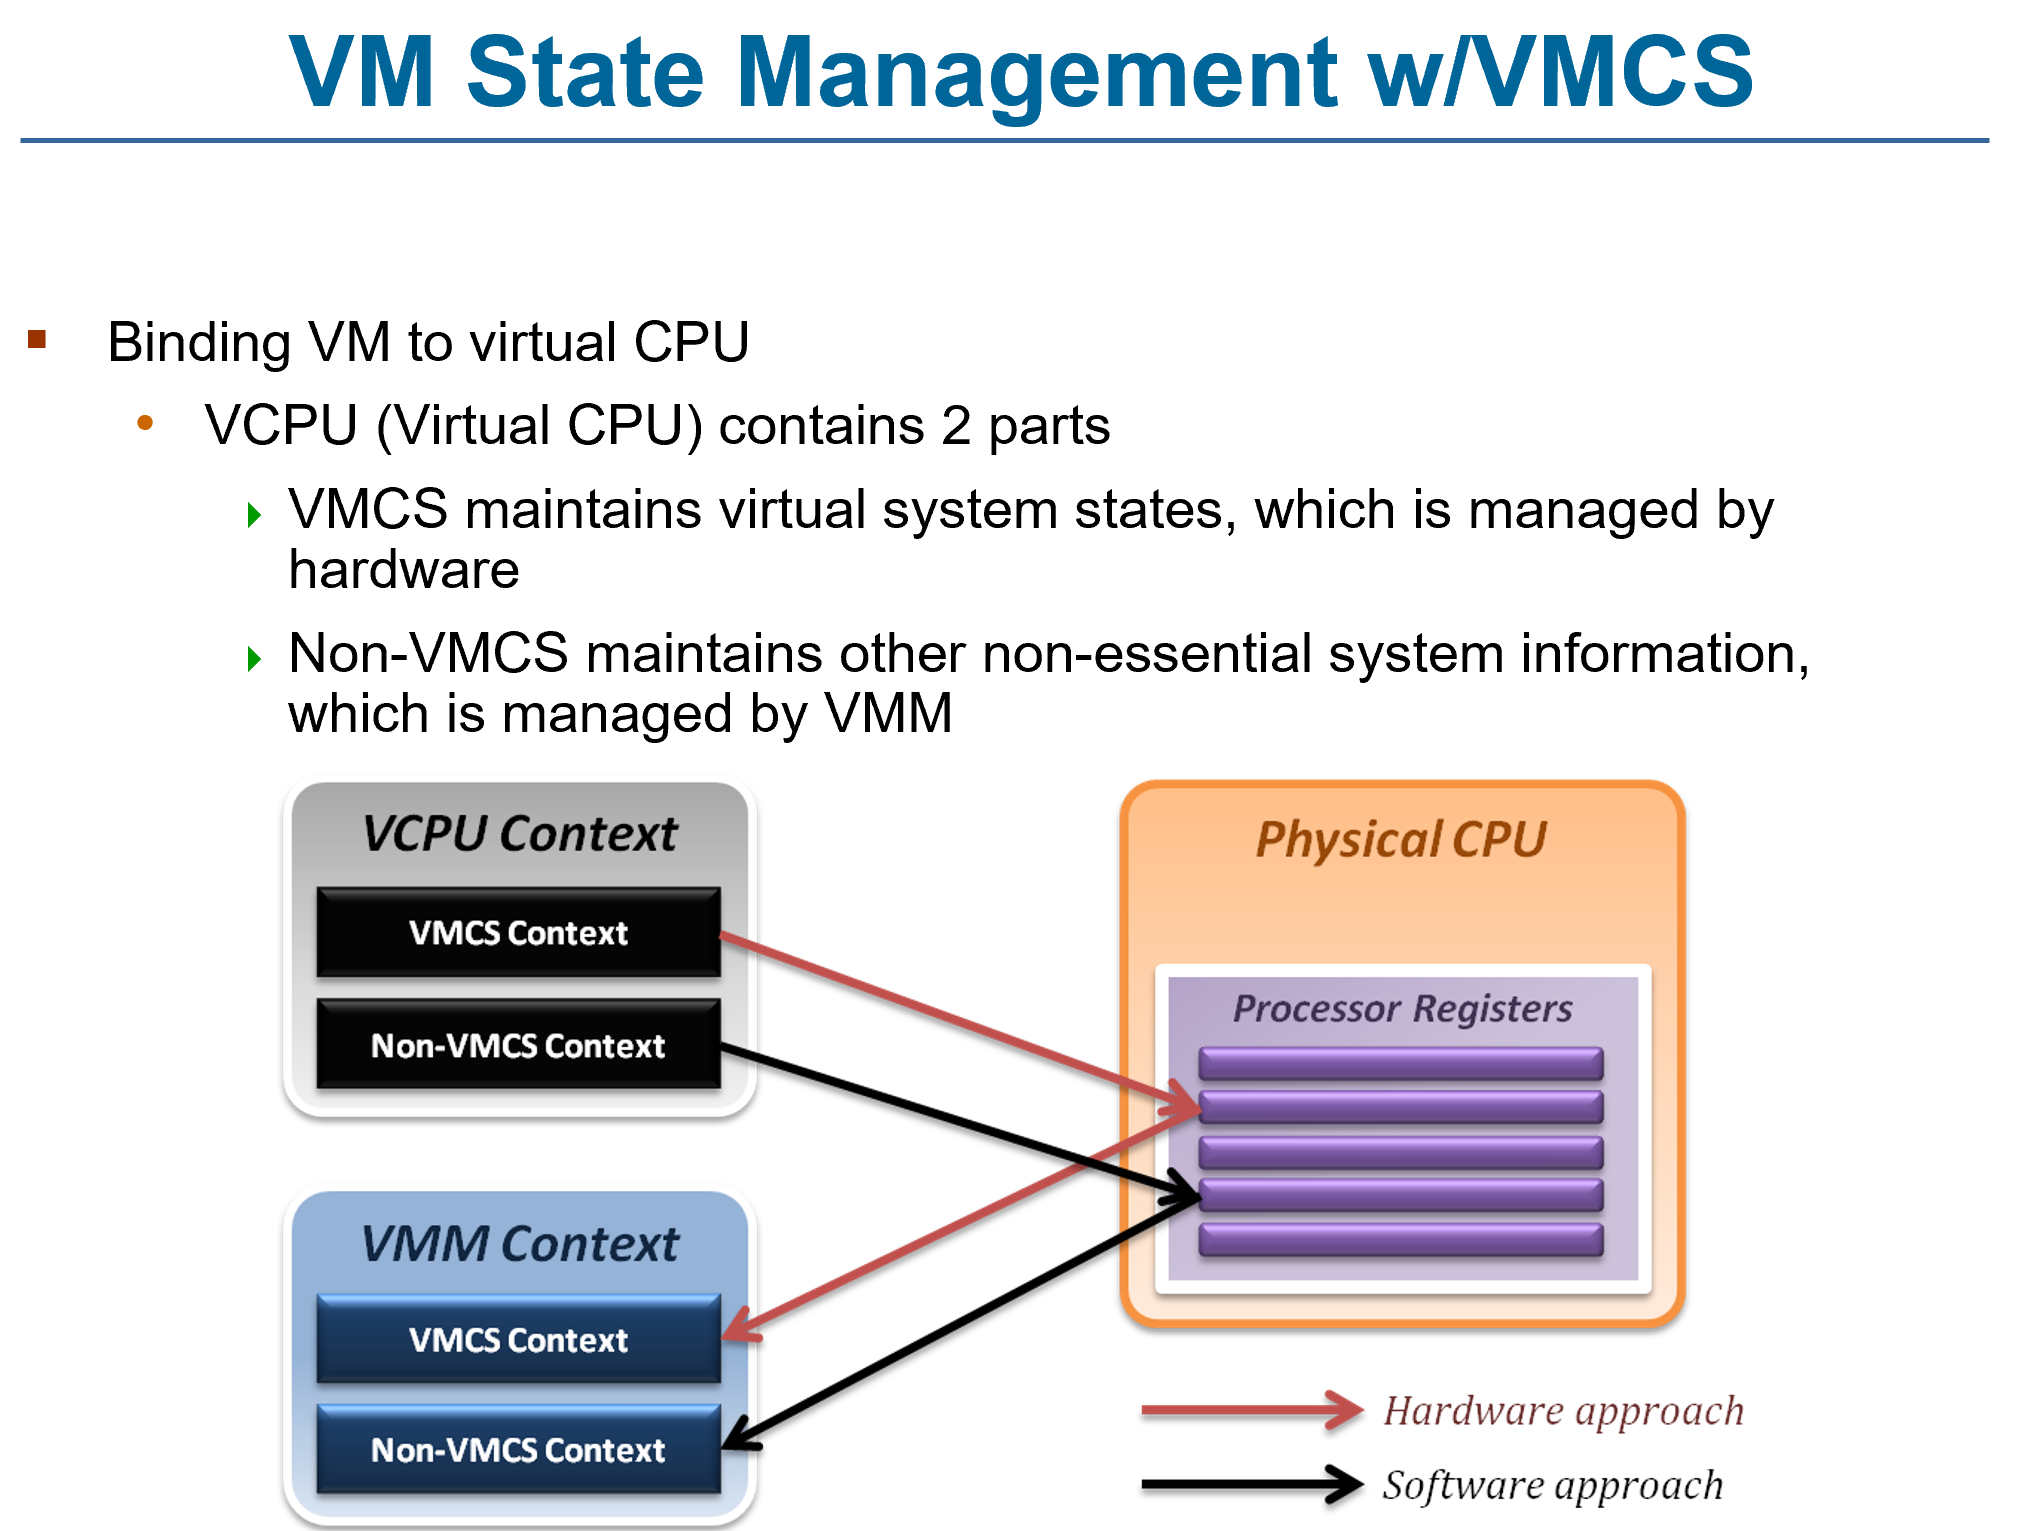 VM State Management w/VMCS
Binding VM to virtual CPU
VCPU (Virtual CPU) contains 2 parts
VMCS maintains virtual system states, which is managed by
hardware
Non-VMCS maintains other non-essential system information,
which is managed by VMM
VCPU Context
VMCS Context
Non-VMCS Context
Physical CPU
Processor Registers
VMM Context
VMCS Context
Non-VMCS Context
Hardware approach
Software approach